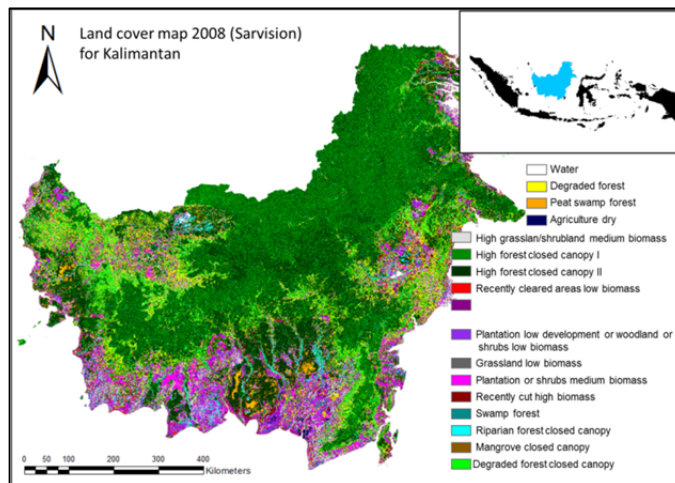 N
Land cover map 2008 (Sarvision)
for Kalimantan
Water
Degraded forest
Peat swamp forest
Agriculture dry
High grasslan/shrubland medium biomass
High forest closed canopy I
High forest closed canopy II
Recently cleared areas low biomass
Plantation low development or woodland or
shrubs low biomass
Grassland low biomass
Plantation or shrubs medium biomass
Recently cut high biomass
Swamp forest
Riparian forest closed canopy
Mangrove closed canopy
Degraded forest closed canopy
0 50 100 200 300 400
Kilometers